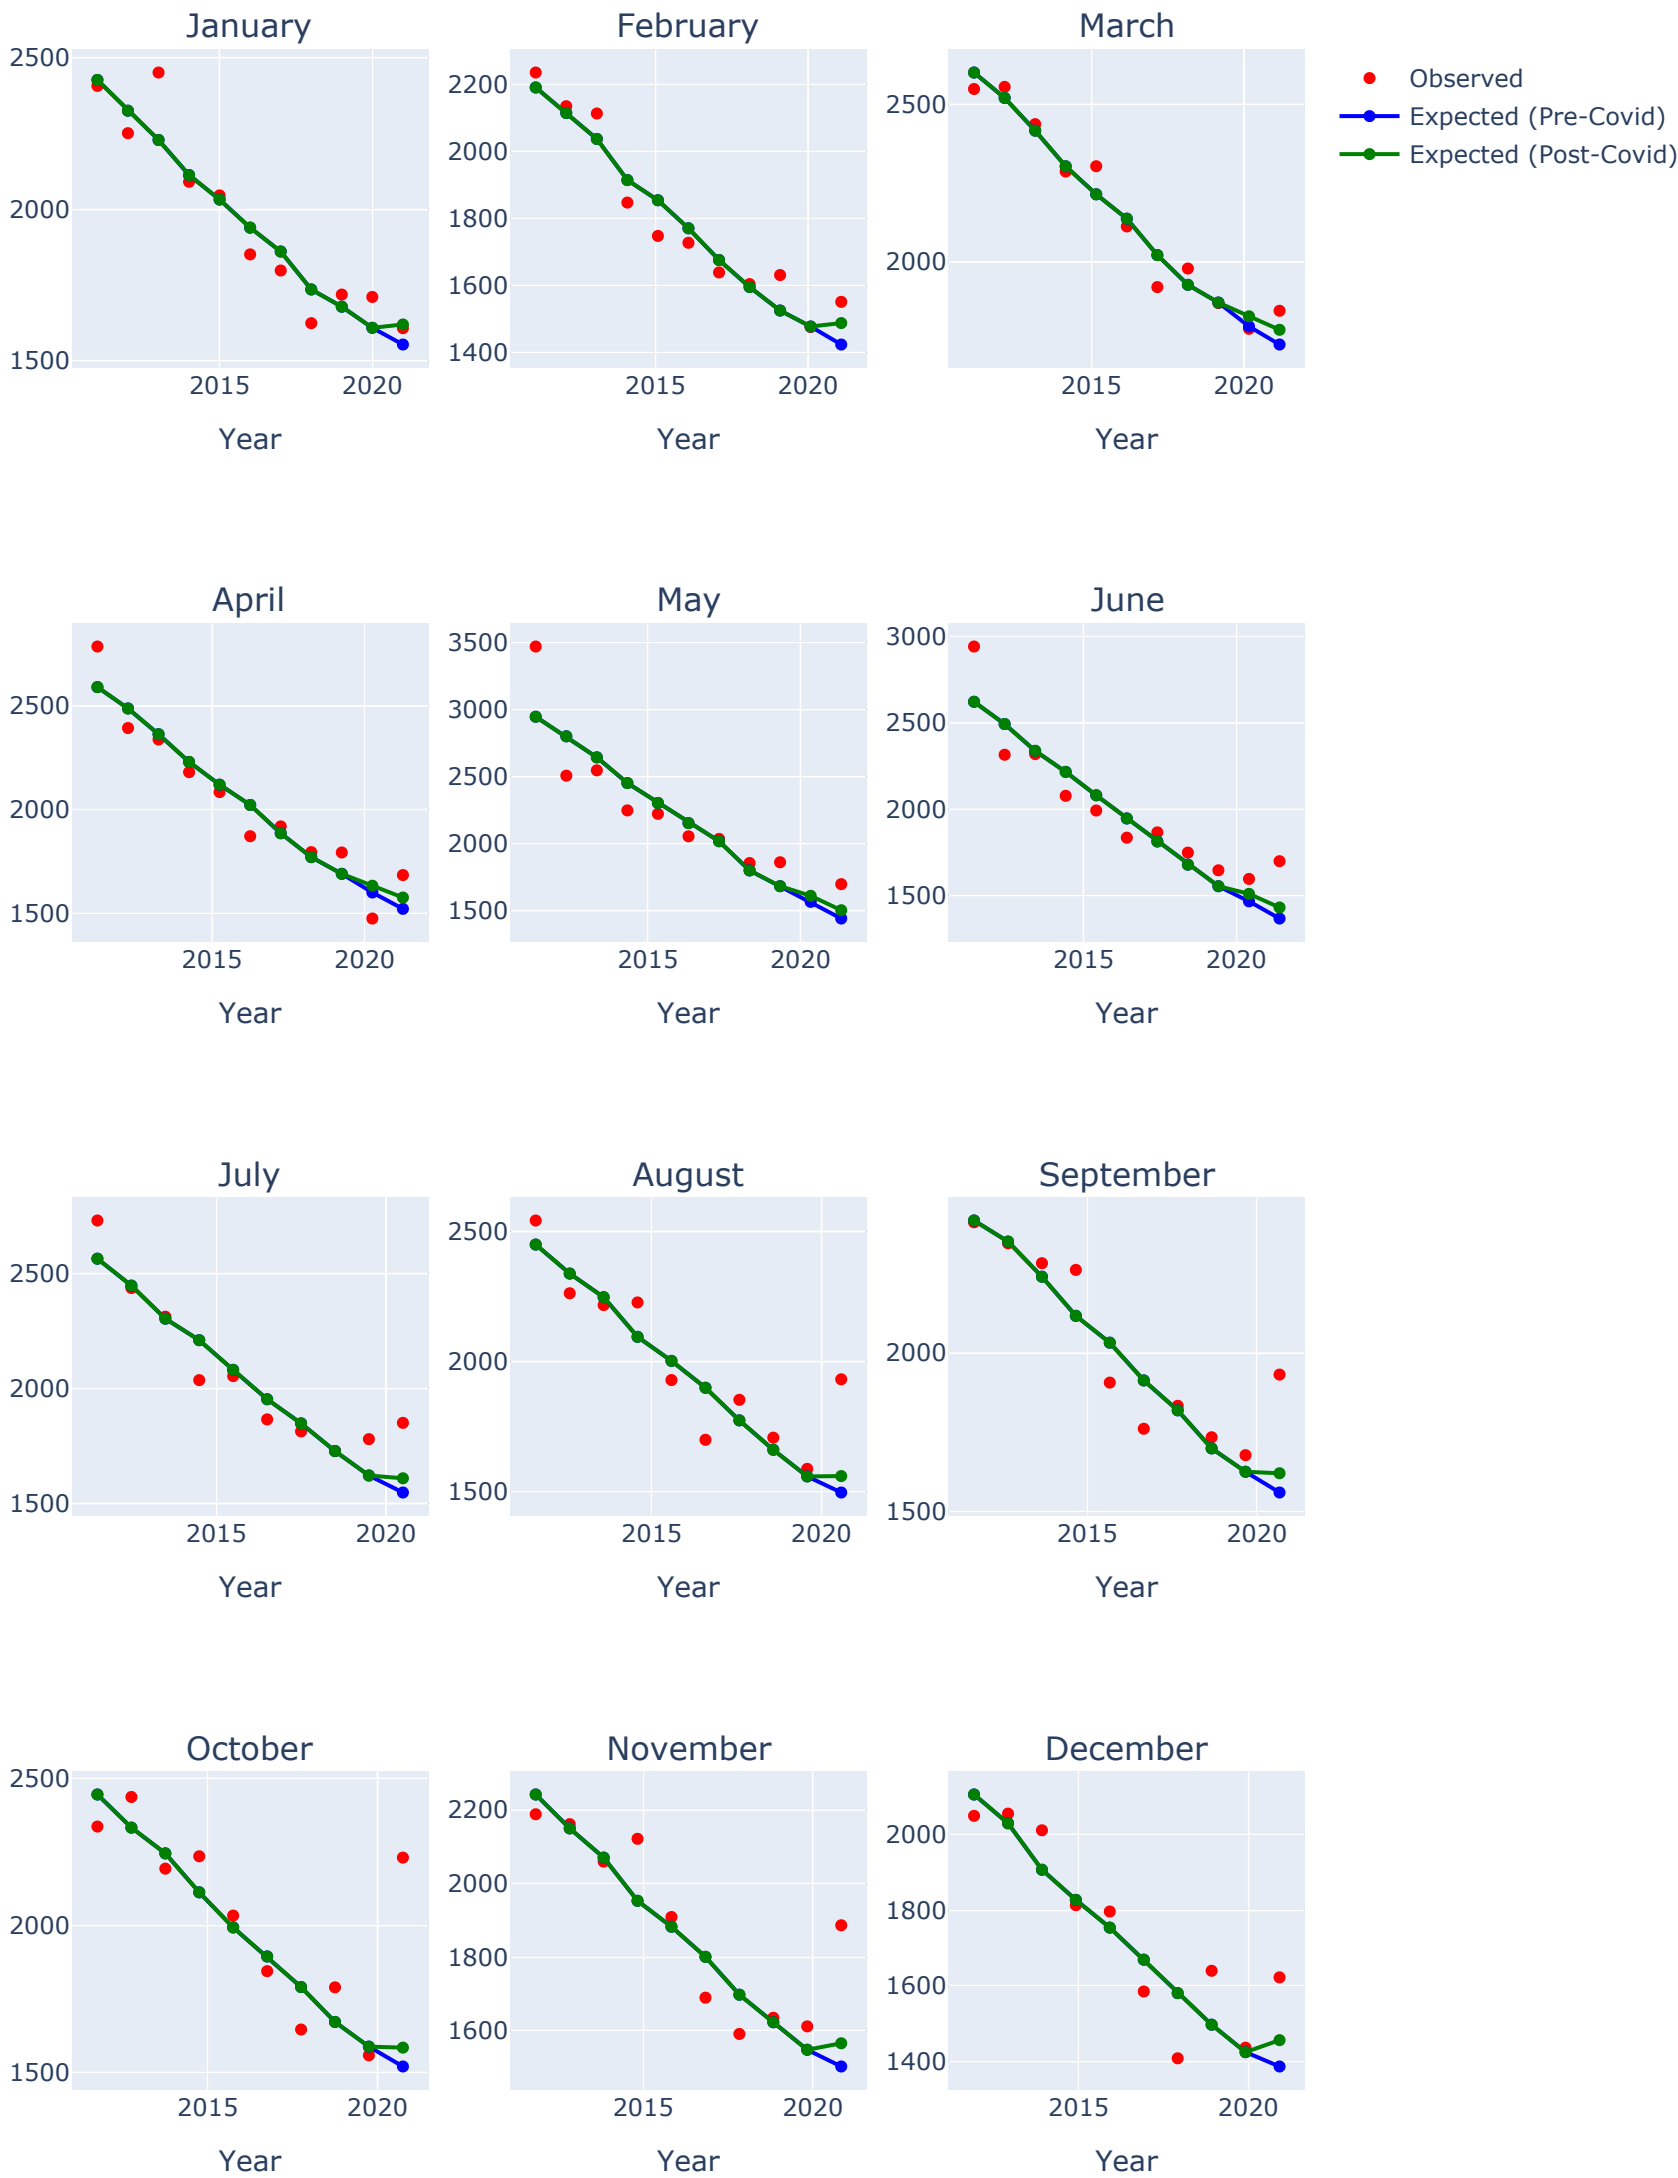 January
February
March
2500
2000
1500
2015
2020
Year
2200
2000
1800
1600
1400
2015
2020
Year
2500
2000
2015
2020
Year
Observed
Expected (Pre-Covid)
Expected (Post-Covid)
April
May
June
2500
2000
1500
2015
2020
Year
3500
3000
2500
2000
1500
2015
2020
Year
3000
2500
2000
1500
2015
2020
Year
July
August
September
2500
2000
1500
2015
2020
Year
2500
2000
1500
2015
2020
Year
2000
1500
2015
2020
Year
October
November
December
2500
2000
1500
2015
2020
Year
2200
2000
1800
1600
2015
2020
Year
2000
1800
1600
1400
2015
2020
Year